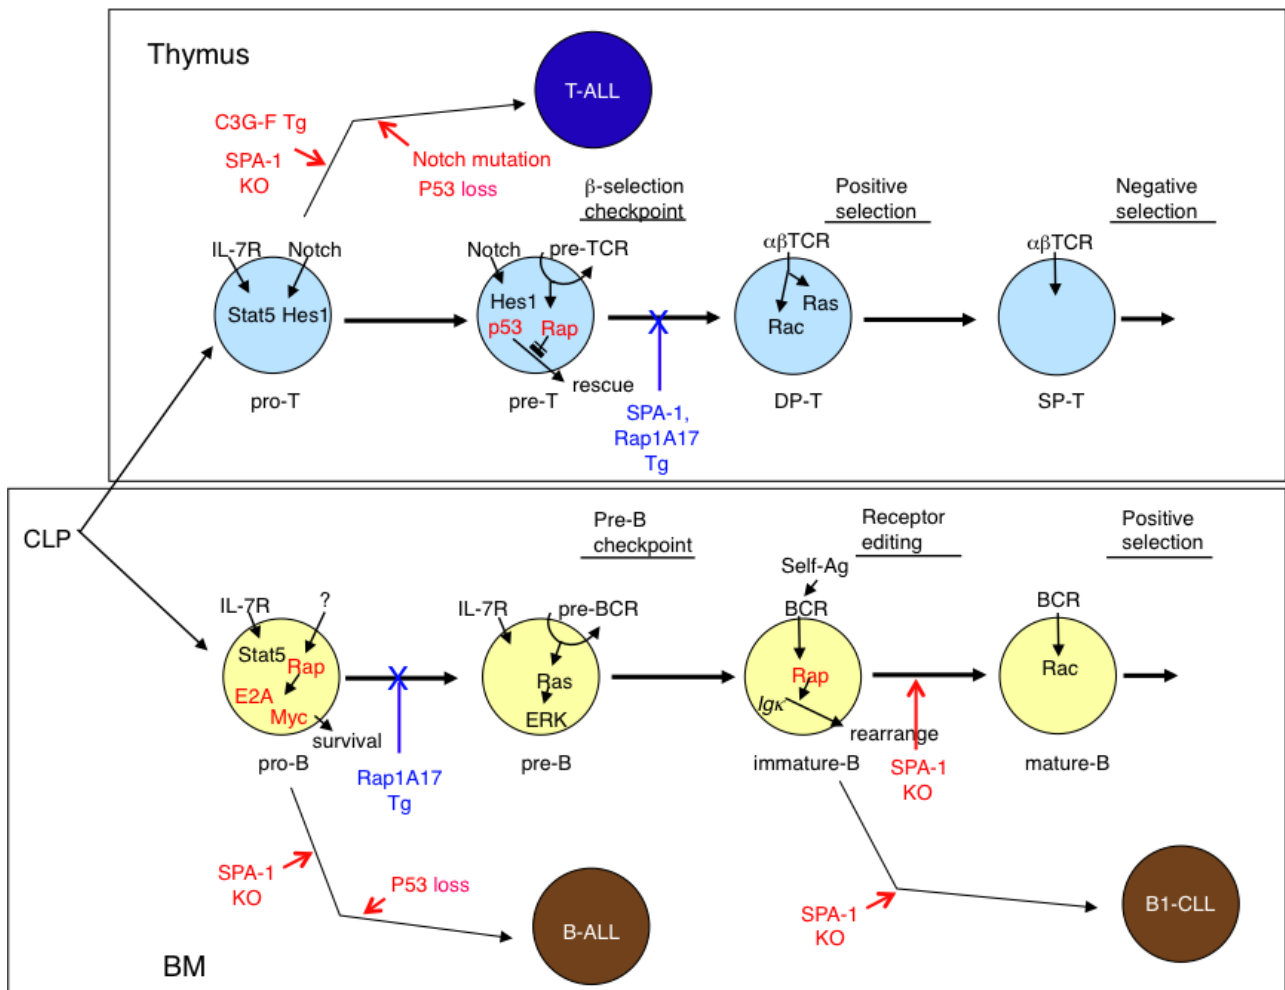 Thymus
T-ALL
C3G-F Tg
SPA-1
KO
Notch mutation
P53 loss
β-selection
checkpoint
Positive
selection
Negative
selection
IL-7R
Notch
Stat5
Hes1
pro-T
Notch
pre-TCR
Hes1
p53
Rap
rescue
pre-T
SPA-1,
Rap1A17
Tg
αβTCR
Ras
Rac
DP-T
αβTCR
SP-T
CLP
Pre-B
checkpoint
Receptor
editing
Positive
selection
IL-7R
?
Stat5
Rap
E2A
Myc
survival
pro-B
X
Rap1A17
Tg
IL-7R
pre-BCR
Ras
ERK
pre-B
Self-Ag
BCR
Rap
Igκ
rearrange
immature-B
SPA-1
KO
BCR
Rac
mature-B
SPA-1
KO
P53 loss
B-ALL
SPA-1
KO
B1-CLL
BM